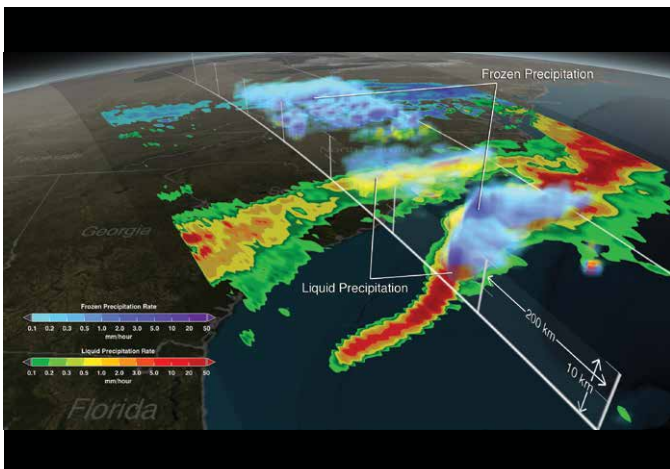 Frozen Precipitation
North Carolina
Georgia
Liquid Precipitation
Frozen Precipitation Rate
0.1 0.2 0.3 0.5 1.0 2.0 3.0 5.0 10 20 50
mm/hour
200 km
10 km
Liquid Precipitation Rate
0.1 0.2 0.3 0.5 1.0 2.0 3.0 5.0 10 20 50
mm/hour
Florida